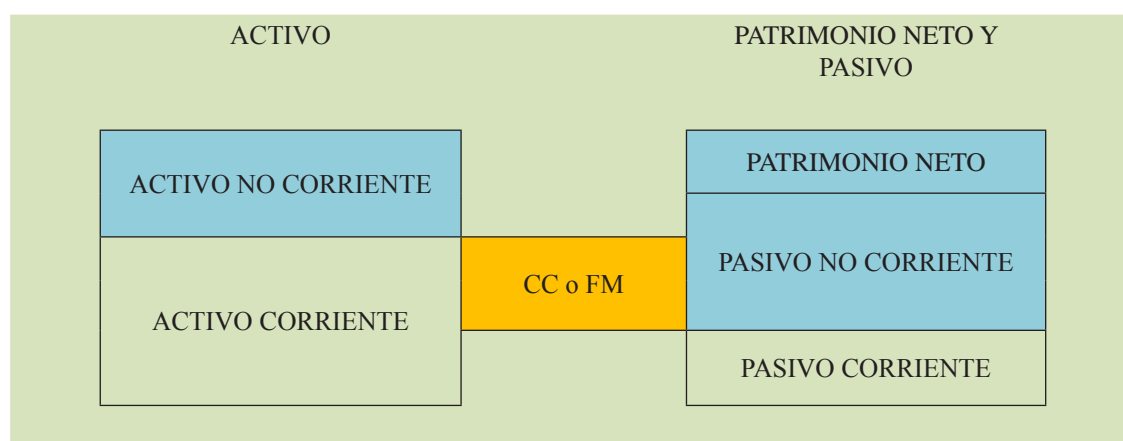 ACTIVO
PATRIMONIO NETO Y
PASIVO
ACTIVO NO CORRIENTE
ACTIVO CORRIENTE
CC o FM
PATRIMONIO NETO
PASIVO NO CORRIENTE
PASIVO CORRIENTE